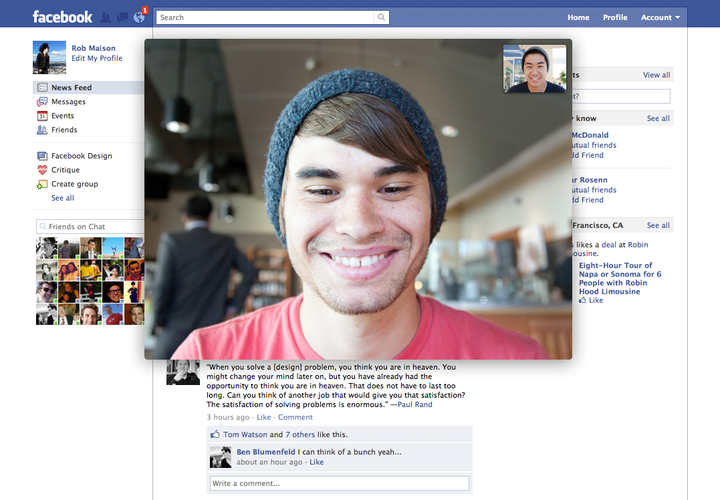 facebook
1
Search
Home
Profile
Account
Rob Maison
Edit My Profile
News Feed
Messages
Events
Friends
Facebook Design
Critique
Create group
See all
Friends on Chat
ts
View all
t?
know
See all
McDonald
utual friends
dd Friend
ar Rosenn
utual friends
dd Friend
Francisco, CA
See all
s likes a deal at Robin
ousine.
Eight-Hour Tour of
Napa or Sonoma for 6
People with Robin
Hood Limousine
Like
"When you solve a [design] problem, you think you are in heaven. You
might change your mind later on, but you have already had the
opportunity to think you are in heaven. That does not have to last too
long. Can you think of another job that would give you that satisfaction?
The satisfaction of solving problems is enormous." —Paul Rand
3 hours ago · Like · Comment
Tom Watson and 7 others like this.
Ben Blumenfeld I can think of a bunch yeah...
about an hour ago · Like
Write a comment...